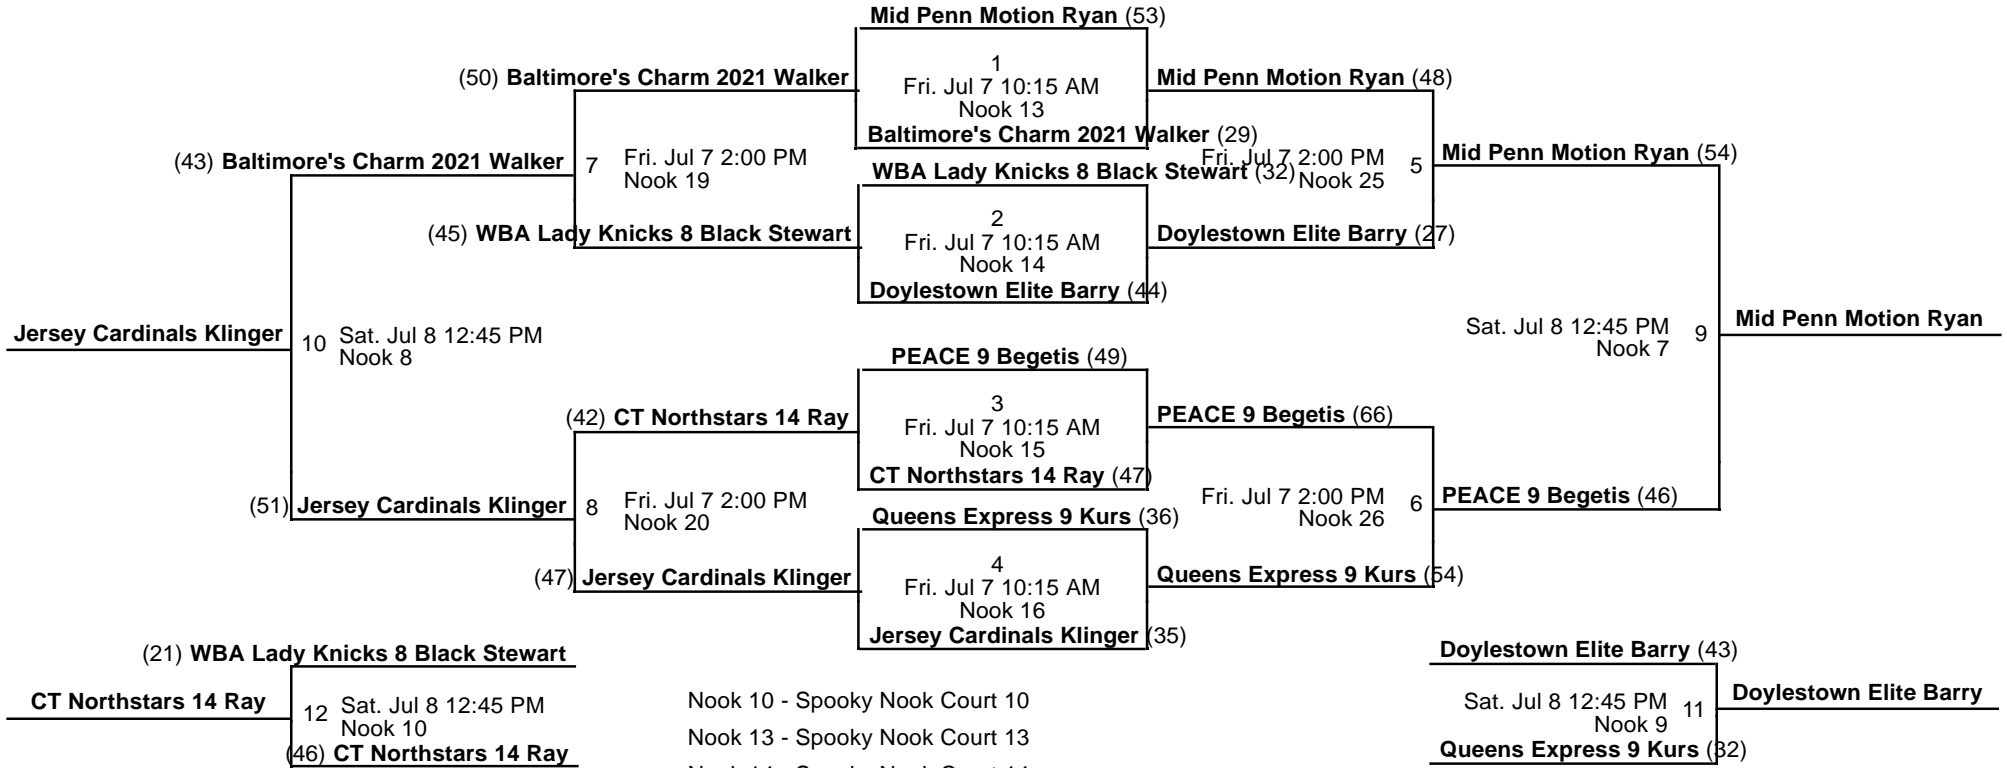 Mid Penn Motion Ryan (53)
1
Fri. Jul 7 10:15 AM
Nook 13
Baltimore's Charm 2021 Walker (29)
(50) Baltimore's Charm 2021 Walker
Mid Penn Motion Ryan (48)
(43) Baltimore's Charm 2021 Walker
7 Fri. Jul 7 2:00 PM
Nook 19
Fri. Jul 7 2:00 PM 5
Nook 25
Mid Penn Motion Ryan (54)
WBA Lady Knicks 8 Black Stewart (32)
2
Fri. Jul 7 10:15 AM
Nook 14
Doylestown Elite Barry (44)
(45) WBA Lady Knicks 8 Black Stewart
Doylestown Elite Barry (27)
Jersey Cardinals Klinger
10 Sat. Jul 8 12:45 PM
Nook 8
Sat. Jul 8 12:45 PM 9
Nook 7
Mid Penn Motion Ryan
PEACE 9 Begetis (49)
3
Fri. Jul 7 10:15 AM
Nook 15
CT Northstars 14 Ray (47)
(42) CT Northstars 14 Ray
PEACE 9 Begetis (66)
(51) Jersey Cardinals Klinger
8 Fri. Jul 7 2:00 PM
Nook 20
Fri. Jul 7 2:00 PM 6
Nook 26
PEACE 9 Begetis (46)
Queens Express 9 Kurs (36)
4
Fri. Jul 7 10:15 AM
Nook 16
Jersey Cardinals Klinger (35)
(47) Jersey Cardinals Klinger
Queens Express 9 Kurs (54)
(21) WBA Lady Knicks 8 Black Stewart
CT Northstars 14 Ray
12 Sat. Jul 8 12:45 PM
Nook 10
(46) CT Northstars 14 Ray
Nook 10 - Spooky Nook Court 10
Nook 13 - Spooky Nook Court 13
Doylestown Elite Barry (43)
Sat. Jul 8 12:45 PM 11
Nook 9
Doylestown Elite Barry
Queens Express 9 Kurs (32)